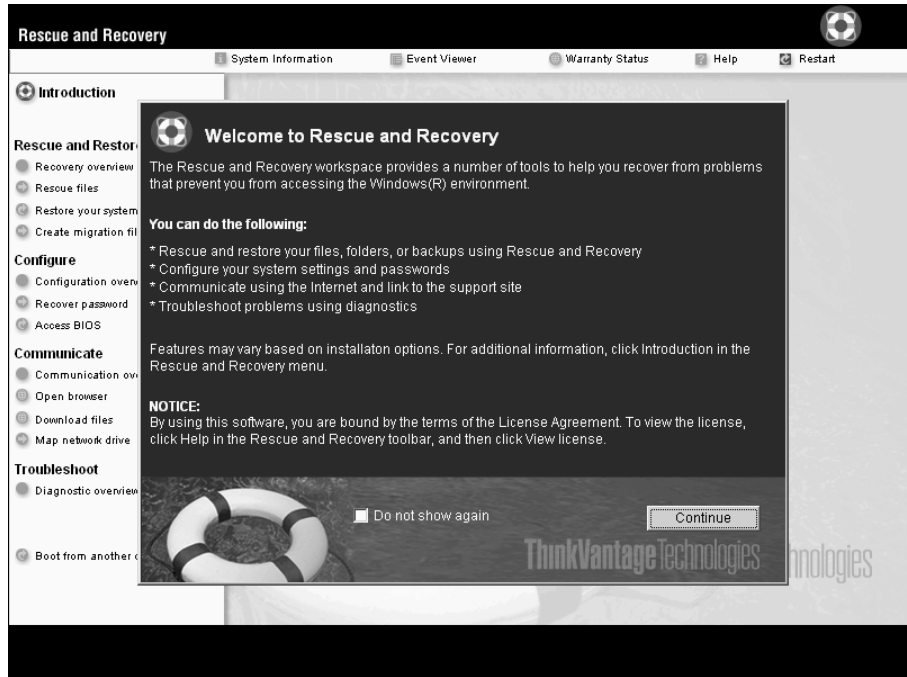 Rescue and Recovery
System Information Event Viewer Warranty Status Help Restart
Introduction
Rescue and Restor
Recovery overview
Rescue files
Restore your system
Create migration fil
Configure
Configuration overv
Recover password
Access BIOS
Communicate
Communication ov
Open browser
Download files
Map network drive
Troubleshoot
Diagnostic overview
Boot from another
Welcome to Rescue and Recovery
The Rescue and Recovery workspace provides a number of tools to help you recover from problems
that prevent you from accessing the Windows(R) environment.
You can do the following:
* Rescue and restore your files, folders, or backups using Rescue and Recovery
* Configure your system settings and passwords
* Communicate using the Internet and link to the support site
* Troubleshoot problems using diagnostics
Features may vary based on installaton options. For additional information, click Introduction in the
Rescue and Recovery menu.
NOTICE:
By using this software, you are bound by the terms of the License Agreement. To view the license,
click Help in the Rescue and Recovery toolbar, and then click View license.
Do not show again
Continue
ThinkVantage Technologies
hnologies